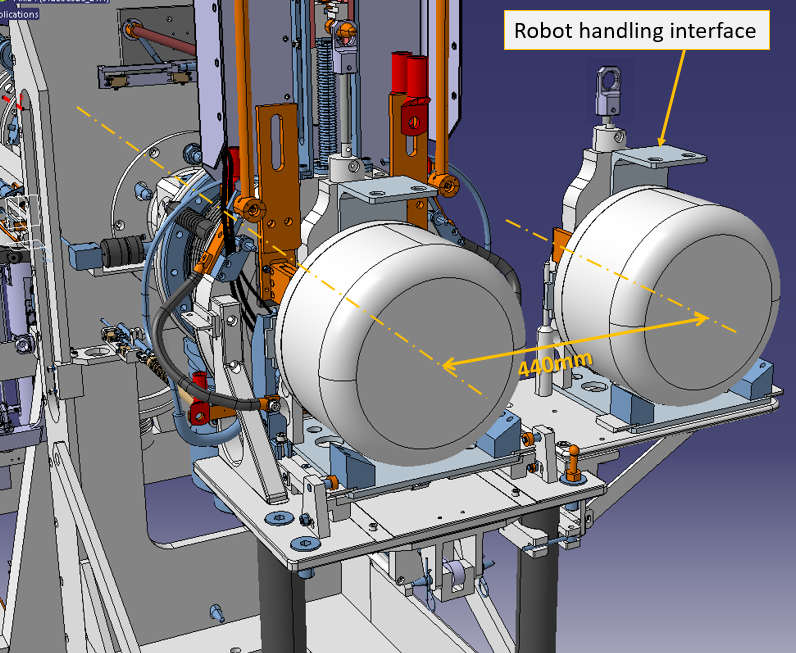 plications
Robot handling interface
440mm